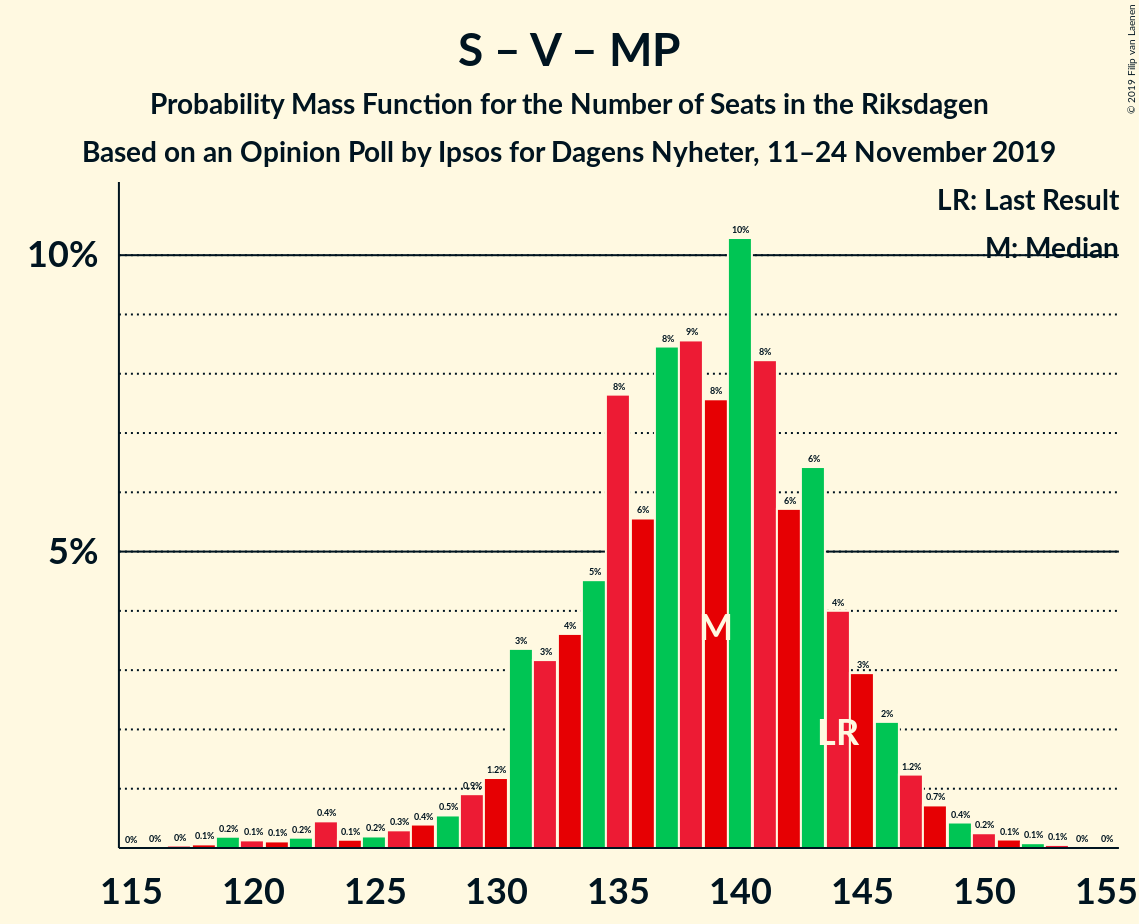 S – V – MP
Probability Mass Function for the Number of Seats in the Riksdagen
Based on an Opinion Poll by Ipsos for Dagens Nyheter, 11–24 November 2019
© 2019 Filip van Laenen
LR: Last Result
M: Median
10%
5%
0% 0% 0% 0.1% 0.2% 0.1% 0.1% 0.2% 0.4% 0.1% 0.2% 0.3% 0.4% 0.5% 0.9% 1.2% 3% 3% 4% 5% 8% 6% 8% 9% 8% 10% 8% 6% 6% 4% 3% 2% 1.2% 0.7% 0.4% 0.2% 0.1% 0.1% 0.1% 0% 0%
M
LR
115 120 125 130 135 140 145 150 155